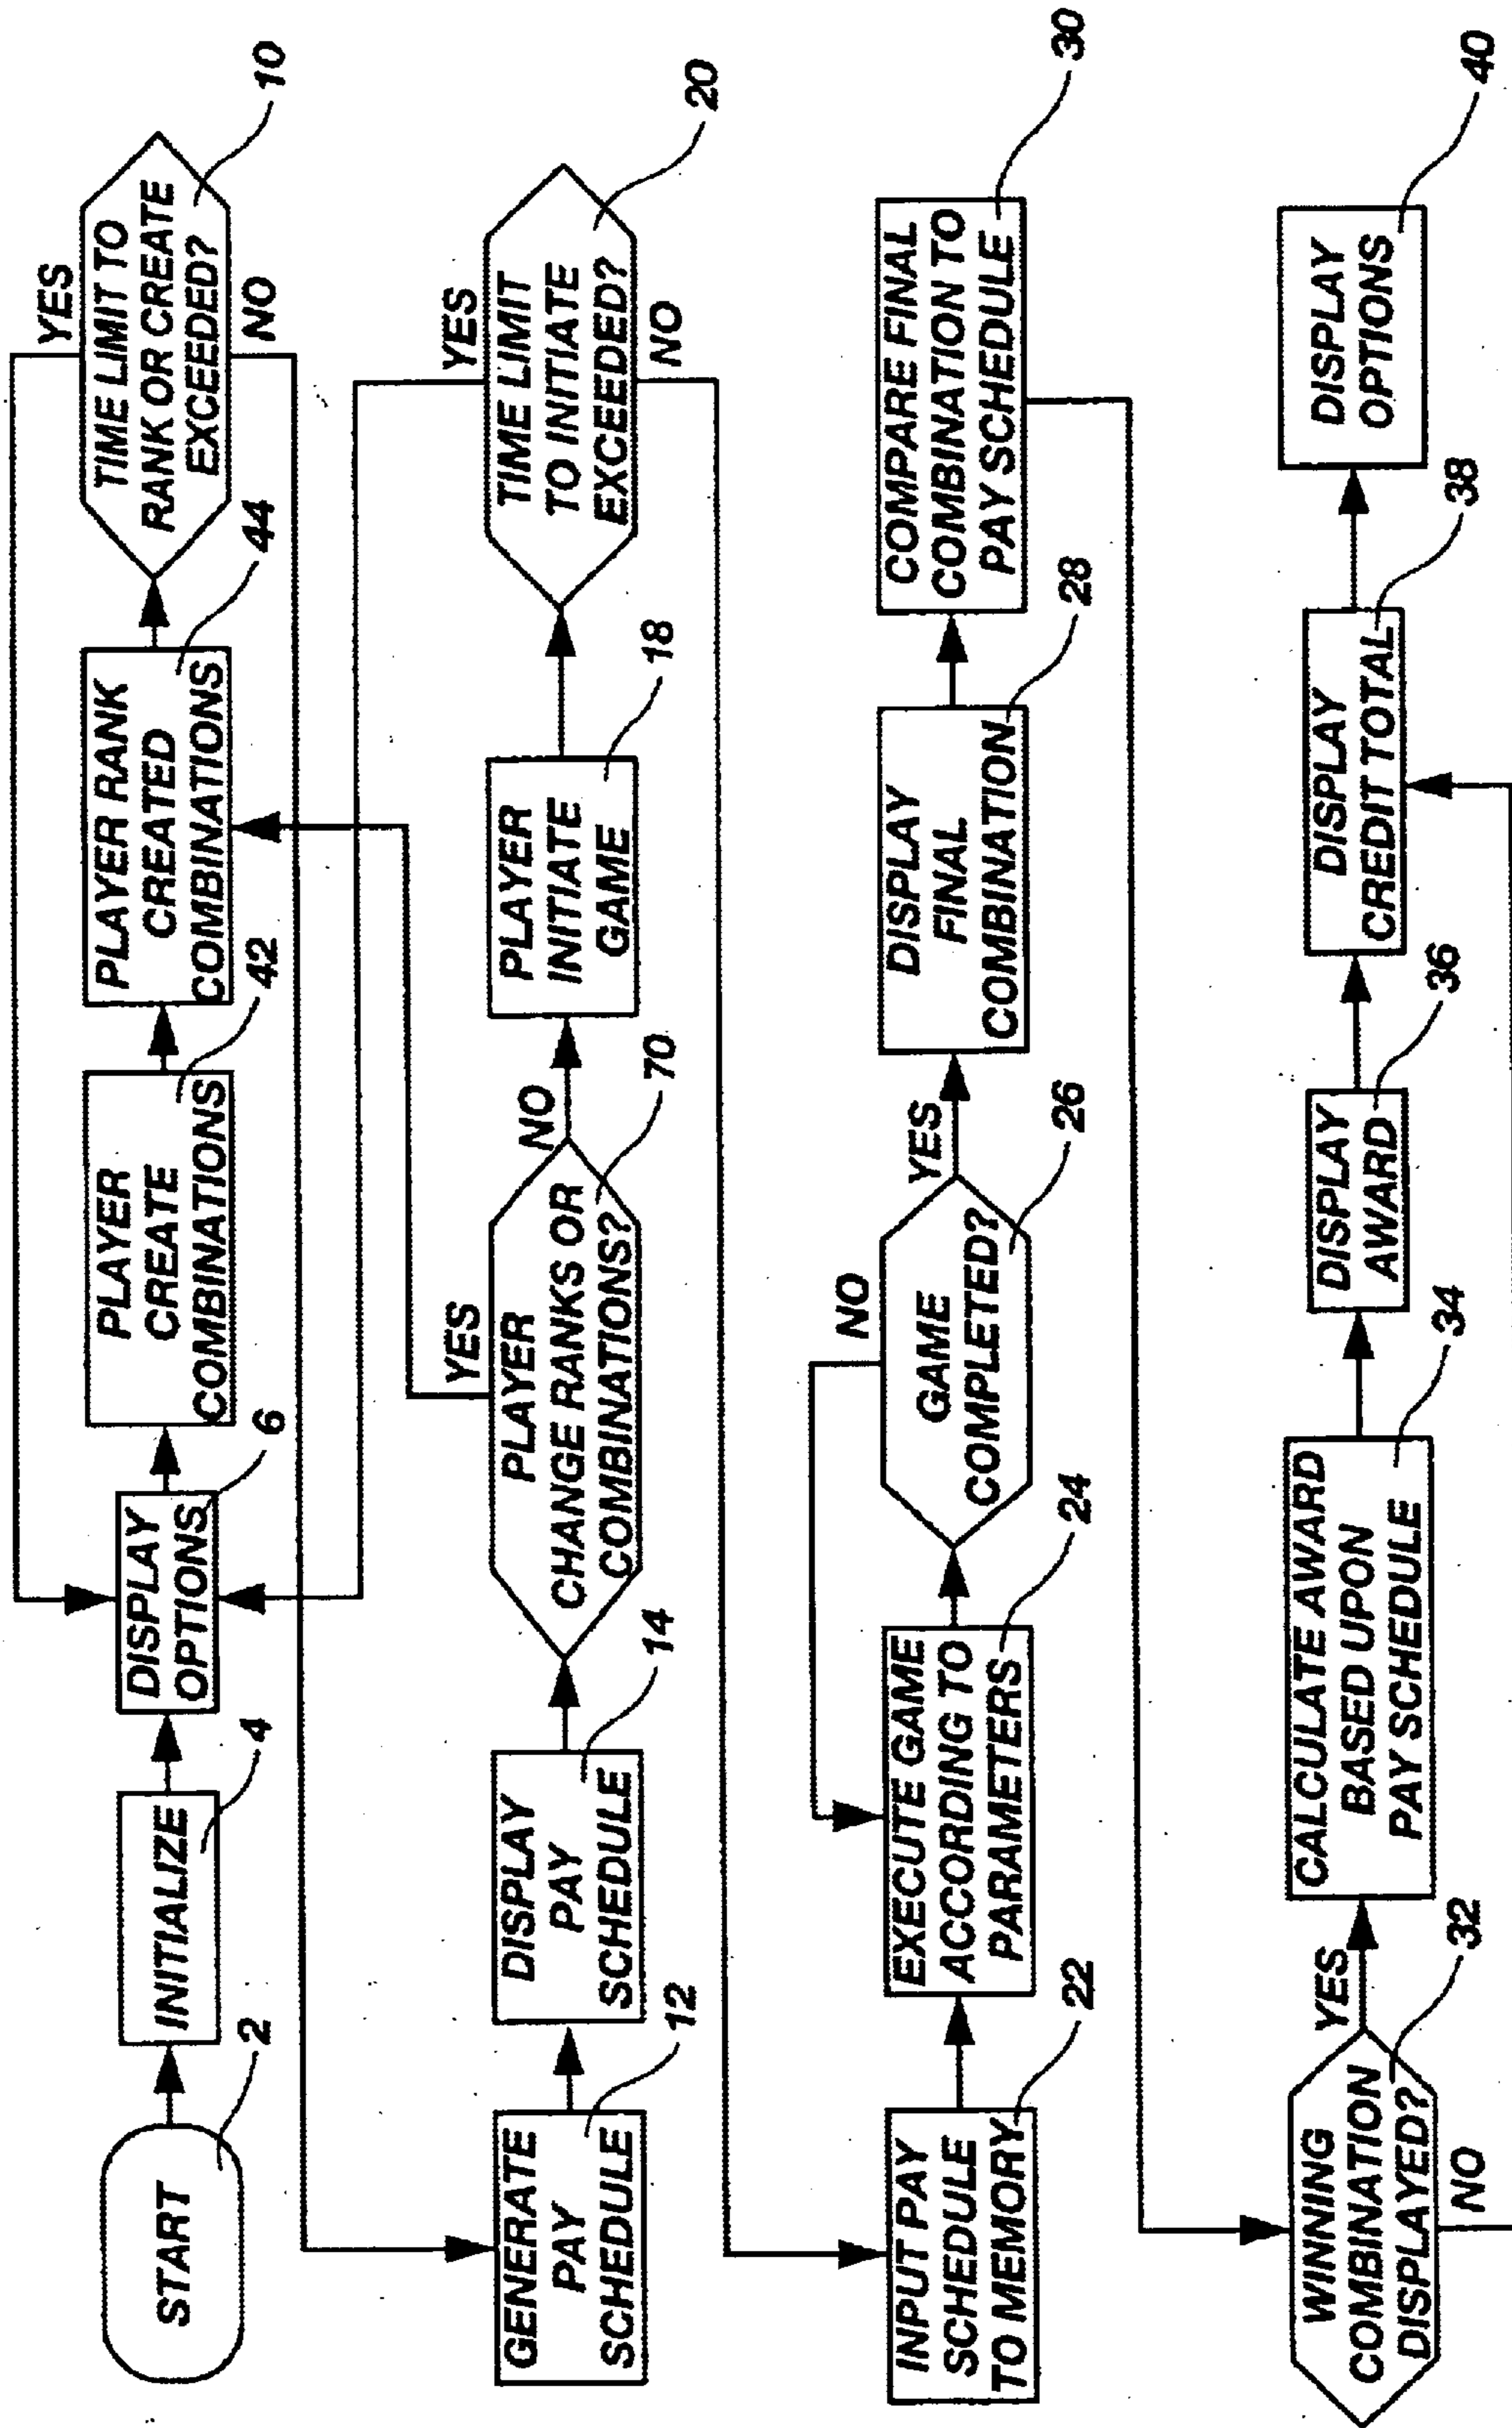 START
2
INITIALIZE
4
DISPLAY
OPTIONS
6
PLAYER
CREATE
COMBINATIONS
42
PLAYER RANK
CREATED
COMBINATIONS
44
TIME LIMIT TO
RANK OR CREATE
EXCEEDED?
10
YES
NO
GENERATE
PAY
SCHEDULE
12
DISPLAY
PAY
SCHEDULE
14
PLAYER
CHANGE RANKS OR
COMBINATIONS?
70
YES
NO
PLAYER
INITIATE
GAME
18
TIME LIMIT
TO INITIATE
EXCEEDED?
20
YES
NO
INPUT PAY
SCHEDULE
TO MEMORY
22
EXECUTE GAME
ACCORDING TO
PARAMETERS
24
GAME
COMPLETED?
26
NO
YES
DISPLAY
FINAL
COMBINATION
28
COMPARE FINAL
COMBINATION TO
PAY SCHEDULE
30
WINNING
COMBINATION
DISPLAYED?
32
YES
NO
CALCULATE AWARD
BASED UPON
PAY SCHEDULE
34
DISPLAY
AWARD
36
DISPLAY
CREDIT TOTAL
38
DISPLAY
OPTIONS
40